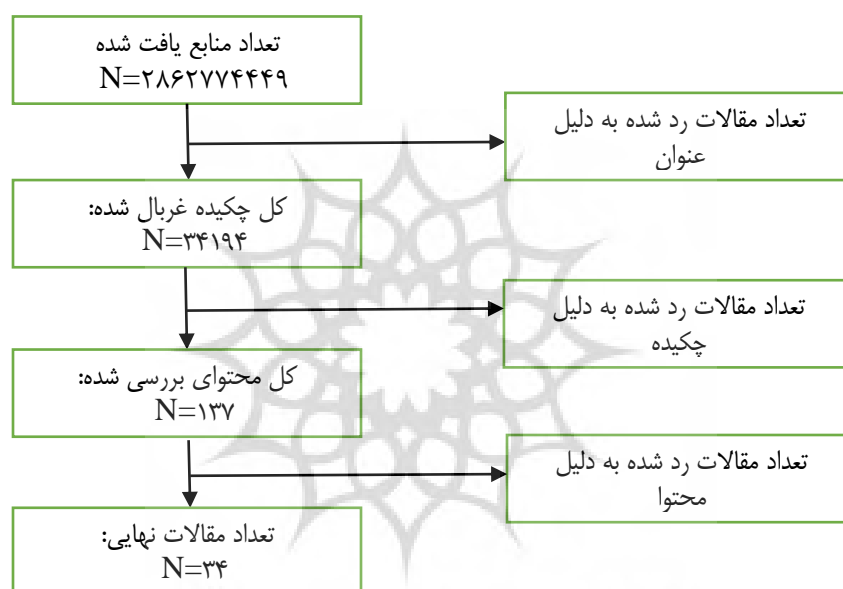 تعداد منابع یافت شده
N=۲۸۶۲۷۷۴۴۴۹
تعداد مقالات رد شده به دلیل
عنوان
کل چکیده غربال شده:
N=۳۴۱۹۴
تعداد مقالات رد شده به دلیل
چکیده
کل محتوای بررسی شده:
N=۱۳۷
تعداد مقالات رد شده به دلیل
محتوا
تعداد مقالات نهایی:
N=۳۴